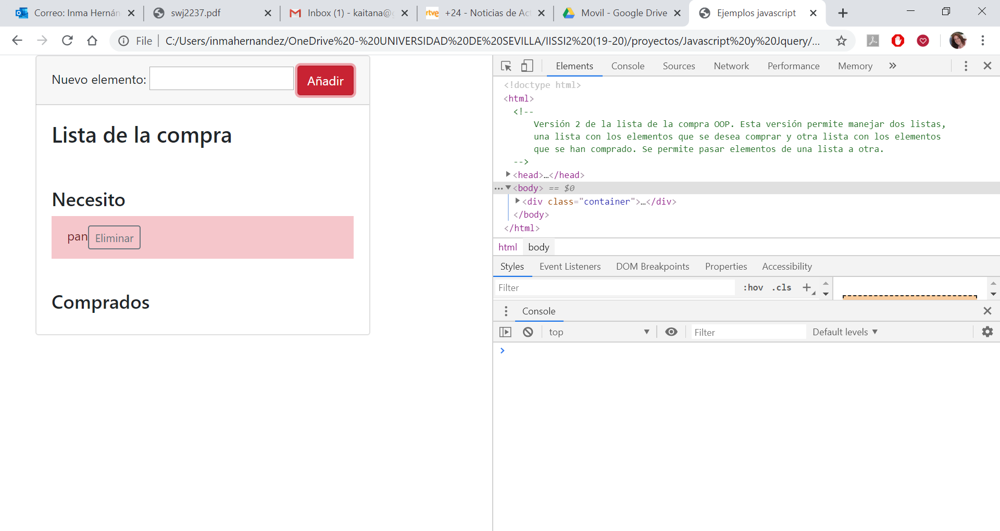 Correo: Inma Hernán
swj2237.pdf
Inbox (1) - kaitana@g
rtve +24 - Noticias de Act
Movil - Google Drive
Ejemplos javascript
File C:/Users/inmahernandez/OneDrive%20-%20UNIVERSIDAD%20DE%20SEVILLA/IISSI2%20(19-20)/proyectos/Javascript%20y%20Jquery/...
Nuevo elemento: Añadir
Lista de la compra
Necesito
pan Eliminar
Comprados
Elements Console Sources Network Performance Memory »
<!doctype html>
<html>
<!--
Versión 2 de la lista de la compra OOP. Esta versión permite manejar dos listas,
una lista con los elementos que se desea comprar y otra lista con los elementos
que se han comprado. Se permite pasar elementos de una lista a otra.
-->
<head>…</head>
<body> == $0
<div class="container">…</div>
</body>
</html>
html body
Styles Event Listeners DOM Breakpoints Properties Accessibility
Filter :hov .cls +
Console
top Filter Default levels